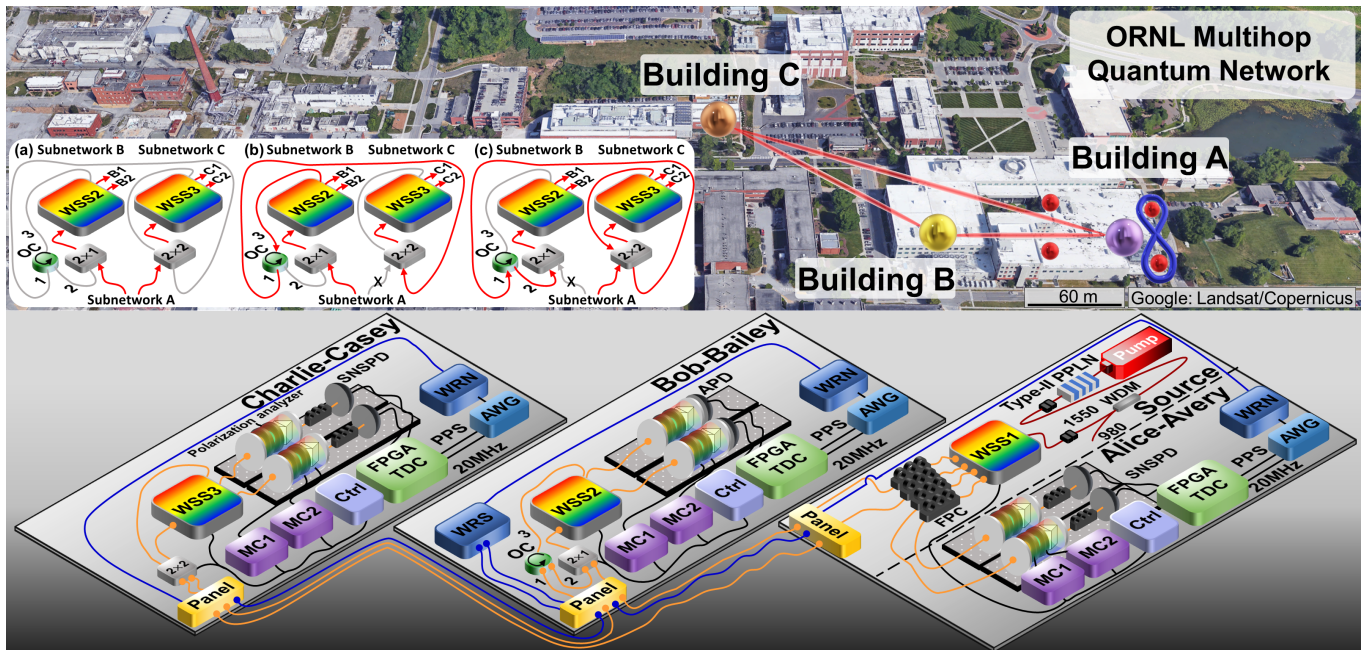 ORNL Multihop
Quantum Network
Building C
Building A
Building B
60 m
Google: Landsat/Copernicus
(a)
Subnetwork B
Subnetwork C
WSS2
B1
B2
WSS3
C1
C2
3
OC
1
2
2×1
2×2
Subnetwork A
(b)
Subnetwork B
Subnetwork C
WSS2
B1
B2
WSS3
C1
C2
3
OC
1
2
2×1
2×2
X
Subnetwork A
(c)
Subnetwork B
Subnetwork C
WSS2
B1
B2
WSS3
C1
C2
3
OC
1
2
2×1
2×2
X
Subnetwork A
Charlie-Casey
Polarization analyzer
SNSPD
WRN
AWG
PPS
20MHz
FPGA
TDC
Ctrl
MC2
MC1
WSS3
2×2
Panel
Bob-Bailey
APD
WRN
AWG
PPS
20MHz
FPGA
TDC
Ctrl
MC2
MC1
WSS2
WRS
3
OC
1
2
2×1
Panel
Pump
Type-II PPLN
1550
980
WDM
Source
Alice-Avery
WRN
AWG
PPS
20MHz
FPGA
TDC
SNSPD
Ctrl
MC2
MC1
WSS1
FPC
Panel